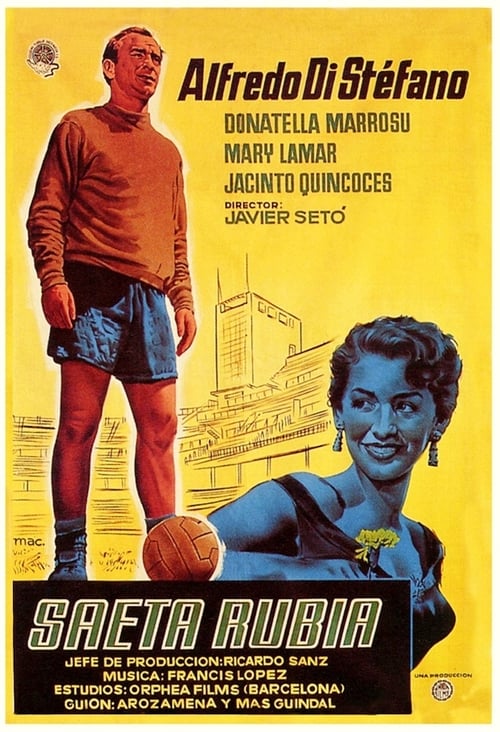 Alfredo Di Stéfano
DONATELLA MARROSU
MARY LAMAR
JACINTO QUINCOCES
DIRECTOR:
JAVIER SETÓ
mac.
SAETA RUBIA
JEFE DE PRODUCCION: RICARDO SANZ
MUSICA: FRANCIS LOPEZ
ESTUDIOS: ORPHEA FILMS (BARCELONA)
GUIÓN: AROZAMENA Y MAS GUINDAL
UNA PRODUCCION